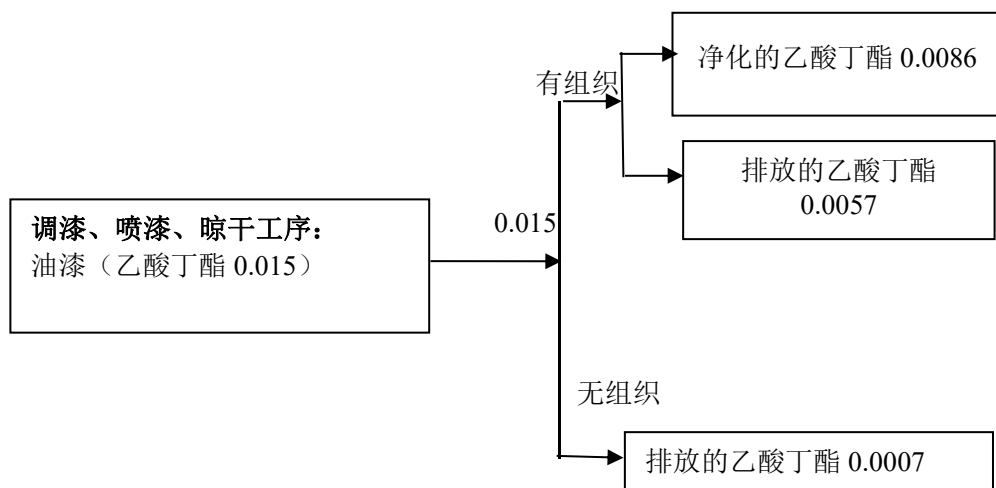 净化的乙酸丁酯 0.0086
有组织
排放的乙酸丁酯
0.0057
调漆、喷漆、晾干工序：
油漆（乙酸丁酯 0.015）
0.015
无组织
排放的乙酸丁酯 0.0007